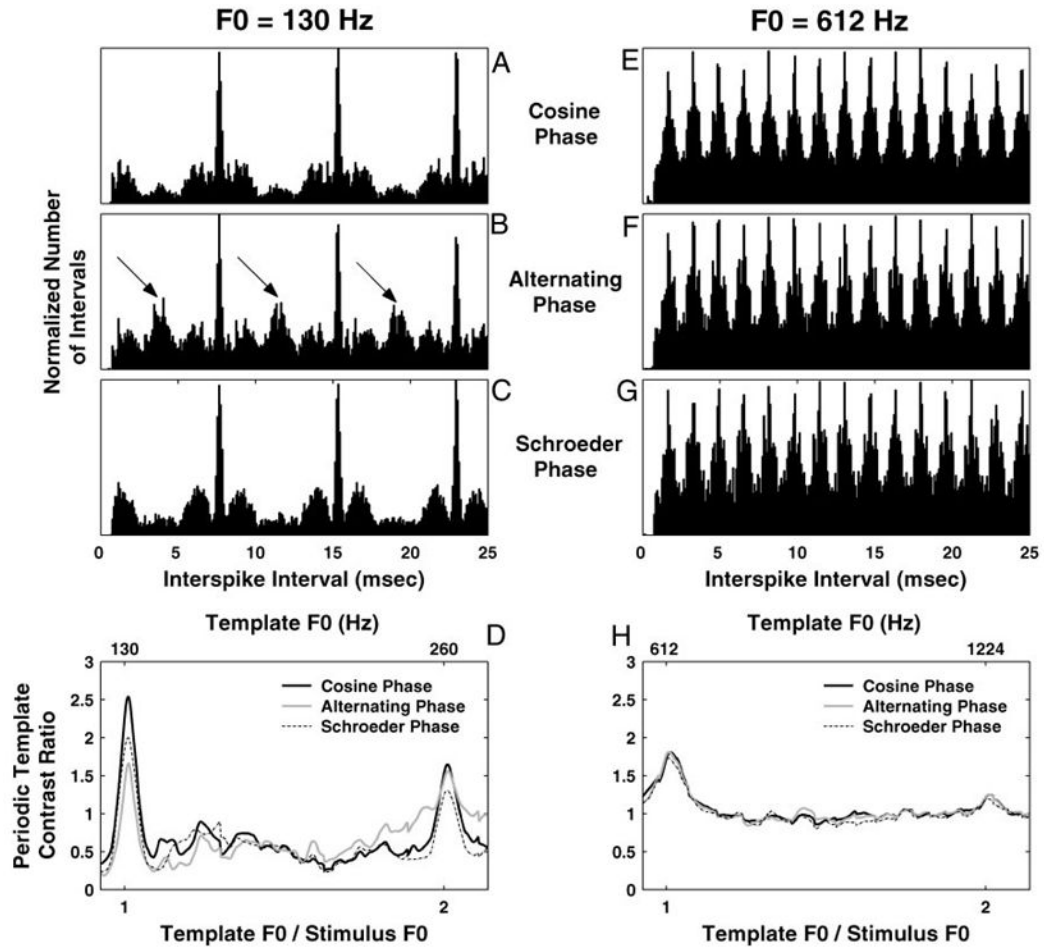 F0 = 130 Hz
F0 = 612 Hz
A
E
Cosine
Phase
B
F
Alternating
Phase
C
G
Schroeder
Phase
Normalized Number
of Intervals
0 5 10 15 20 25
0 5 10 15 20 25
Interspike Interval (msec)
Interspike Interval (msec)
Template F0 (Hz)
D
130 260
3
2.5
2
1.5
1
0.5
0
Cosine Phase
Alternating Phase
Schroeder Phase
Periodic Template
Contrast Ratio
1 2
Template F0 / Stimulus F0
H
Template F0 (Hz)
612 1224
3
2.5
2
1.5
1
0.5
0
Cosine Phase
Alternating Phase
Schroeder Phase
1 2
Template F0 / Stimulus F0